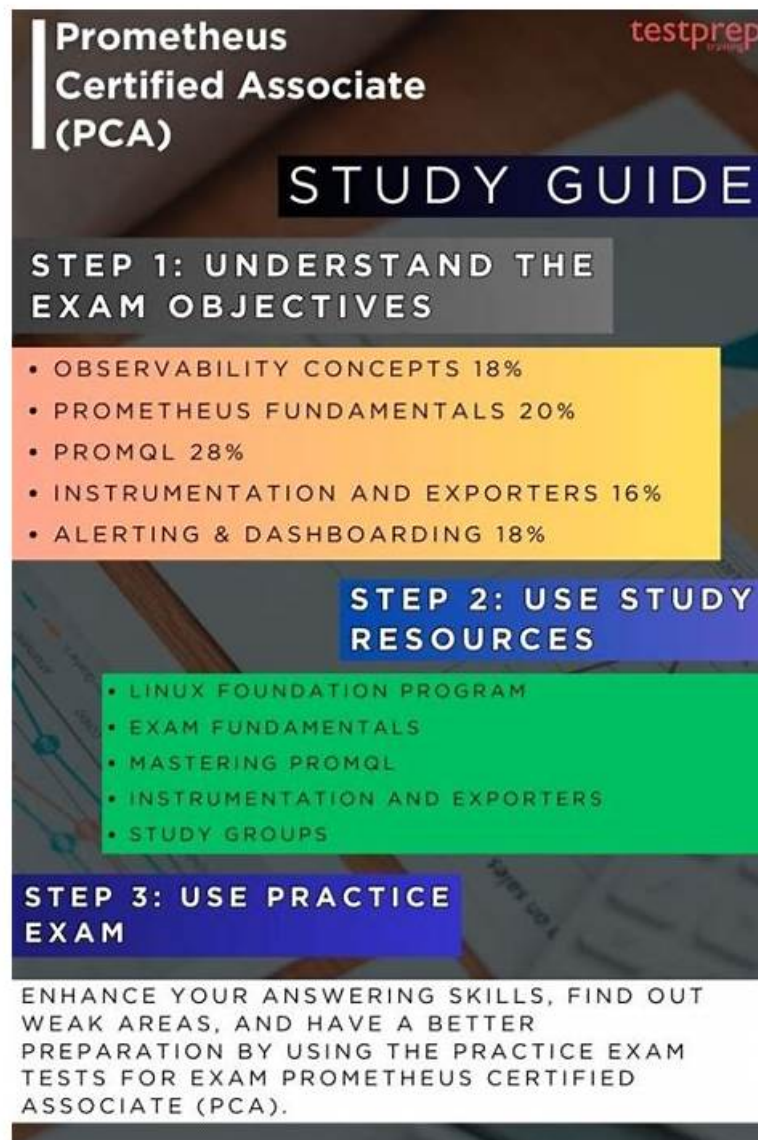 Prometheus
Certified Associate
(PCA)
testprep
training
STUDY GUIDE
STEP 1: UNDERSTAND THE
EXAM OBJECTIVES
• OBSERVABILITY CONCEPTS 18%
• PROMETHEUS FUNDAMENTALS 20%
• PROMQL 28%
• INSTRUMENTATION AND EXPORTERS 16%
• ALERTING & DASHBOARDING 18%
STEP 2: USE STUDY
RESOURCES
• LINUX FOUNDATION PROGRAM
• EXAM FUNDAMENTALS
• MASTERING PROMQL
• INSTRUMENTATION AND EXPORTERS
• STUDY GROUPS
on sales
STEP 3: USE PRACTICE
EXAM
ENHANCE YOUR ANSWERING SKILLS, FIND OUT
WEAK AREAS, AND HAVE A BETTER
PREPARATION BY USING THE PRACTICE EXAM
TESTS FOR EXAM PROMETHEUS CERTIFIED
ASSOCIATE (PCA).